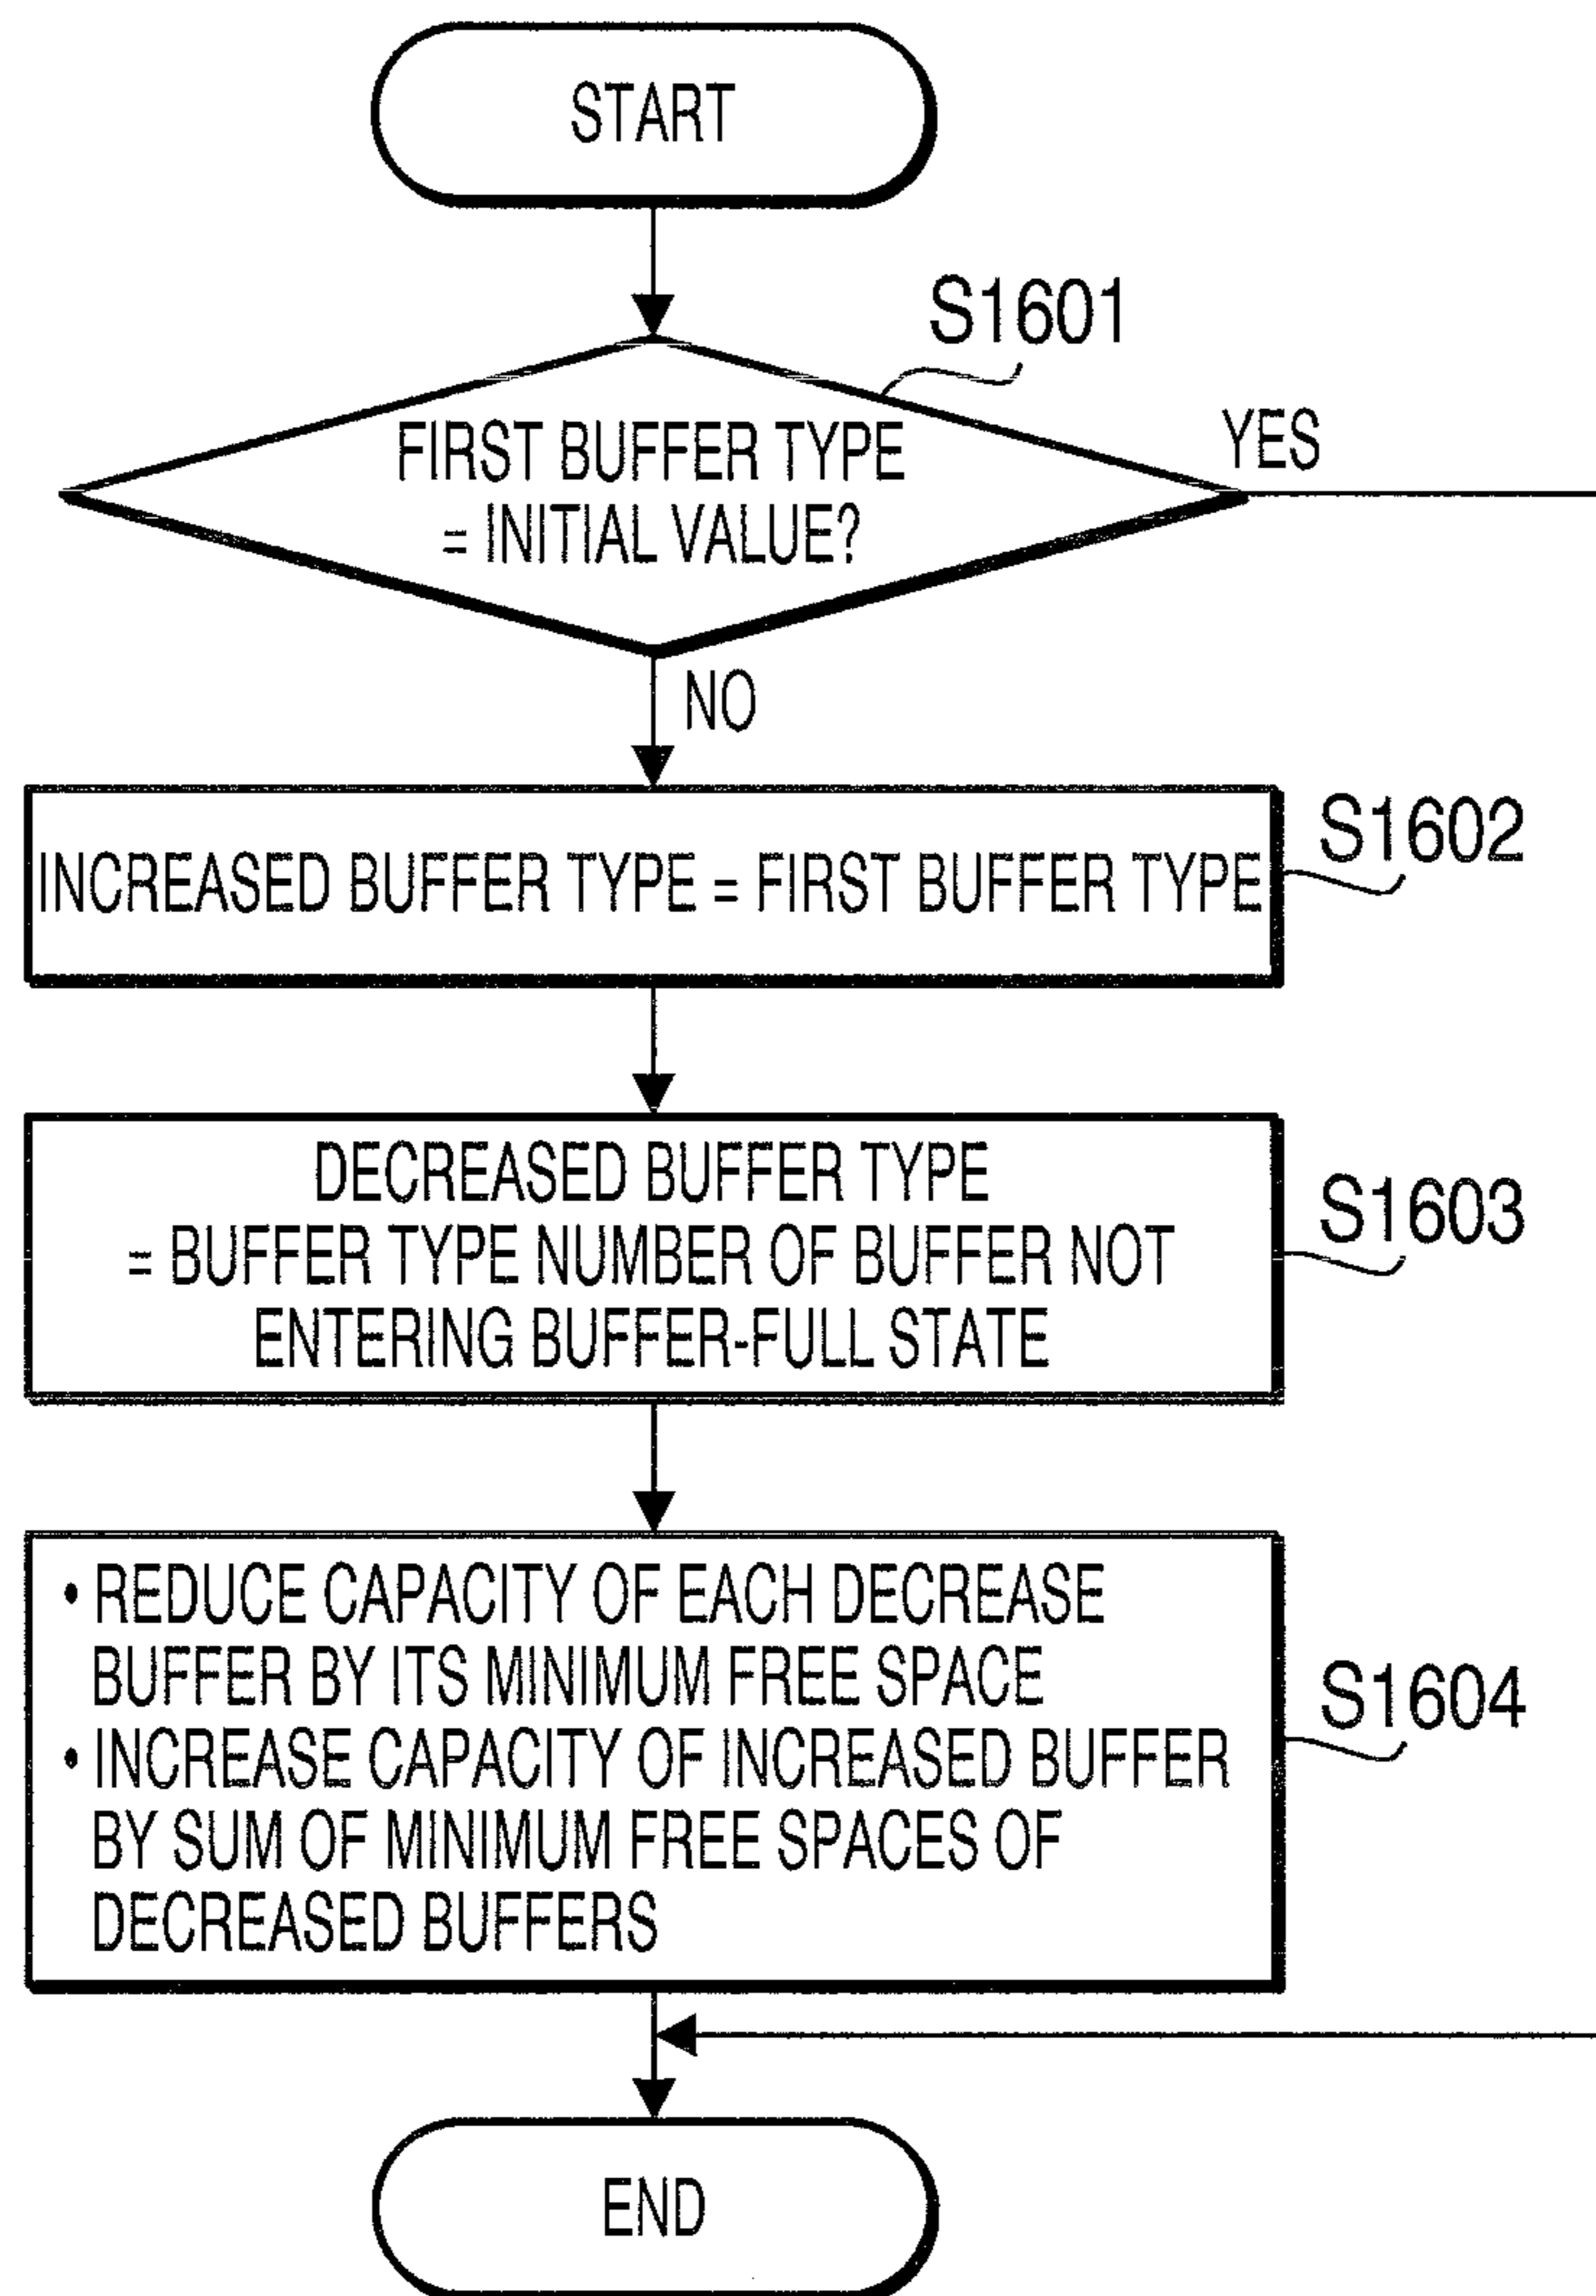 START
S1601
FIRST BUFFER TYPE
= INITIAL VALUE?
YES
NO
INCREASED BUFFER TYPE = FIRST BUFFER TYPE
S1602
DECREASED BUFFER TYPE
= BUFFER TYPE NUMBER OF BUFFER NOT
ENTERING BUFFER-FULL STATE
S1603
• REDUCE CAPACITY OF EACH DECREASE
BUFFER BY ITS MINIMUM FREE SPACE
• INCREASE CAPACITY OF INCREASED BUFFER
BY SUM OF MINIMUM FREE SPACES OF
DECREASED BUFFERS
S1604
END